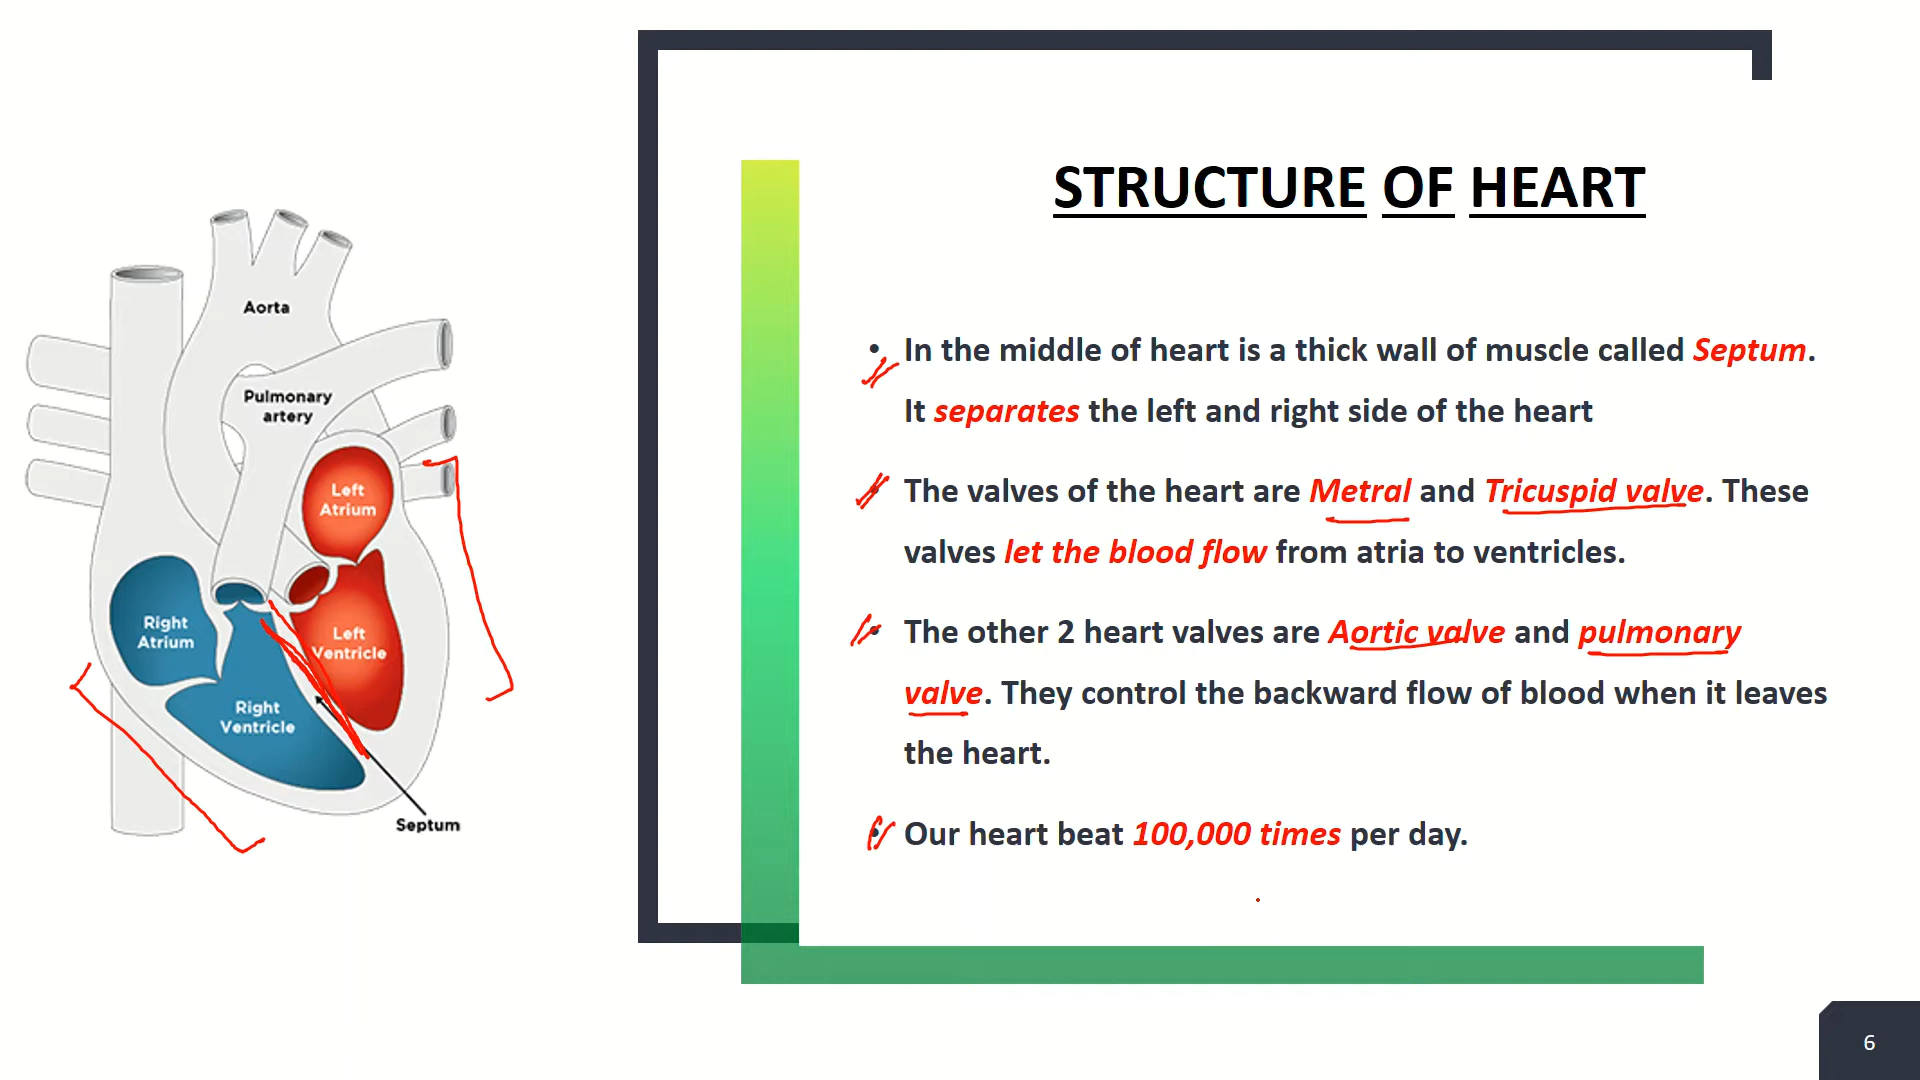 STRUCTURE OF HEART
Aorta
Pulmonary
artery
Left
Atrium
Right
Atrium
Left
Ventricle
Right
Ventricle
Septum
• In the middle of heart is a thick wall of muscle called Septum.
It separates the left and right side of the heart
• The valves of the heart are Metral and Tricuspid valve. These
valves let the blood flow from atria to ventricles.
• The other 2 heart valves are Aortic valve and pulmonary
valve. They control the backward flow of blood when it leaves
the heart.
• Our heart beat 100,000 times per day.
6